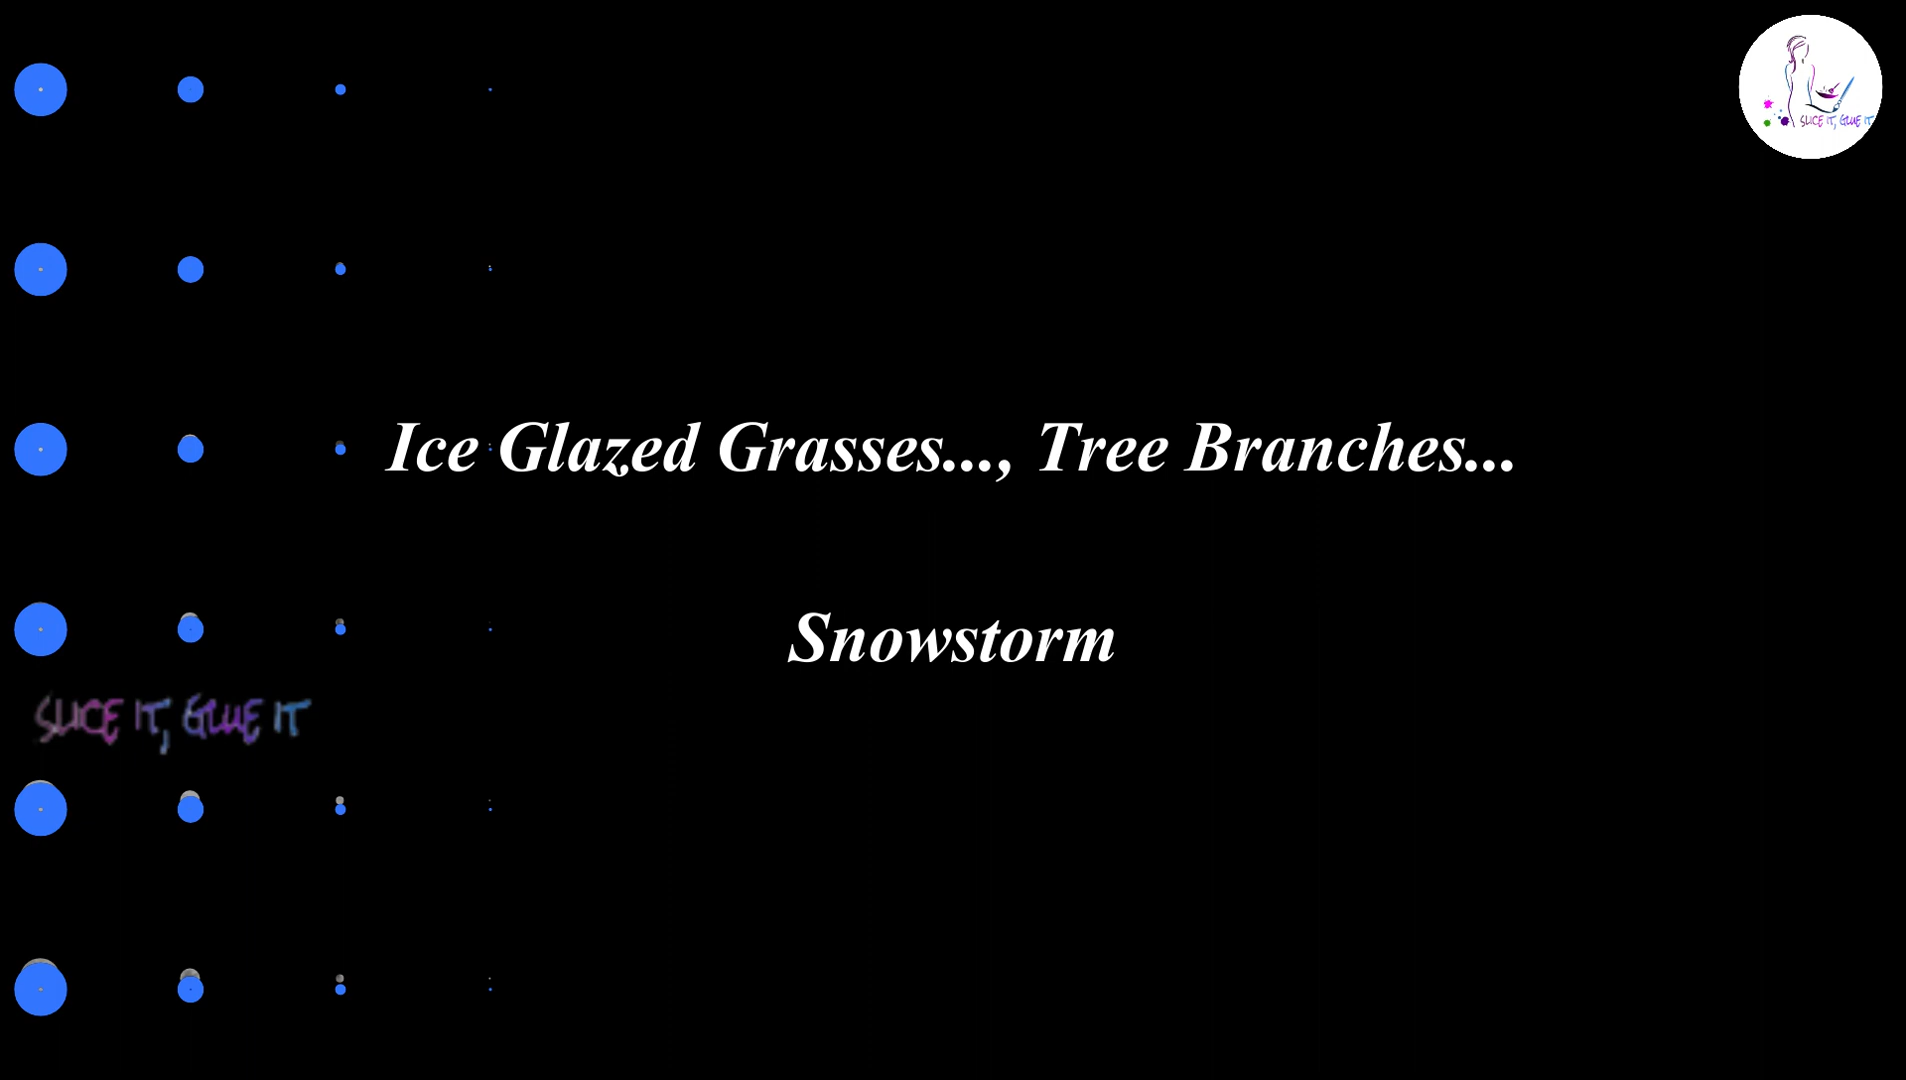 SLICE IT, GLUE IT
Ice Glazed Grasses..., Tree Branches...
Snowstorm
SLICE IT, GLUE IT